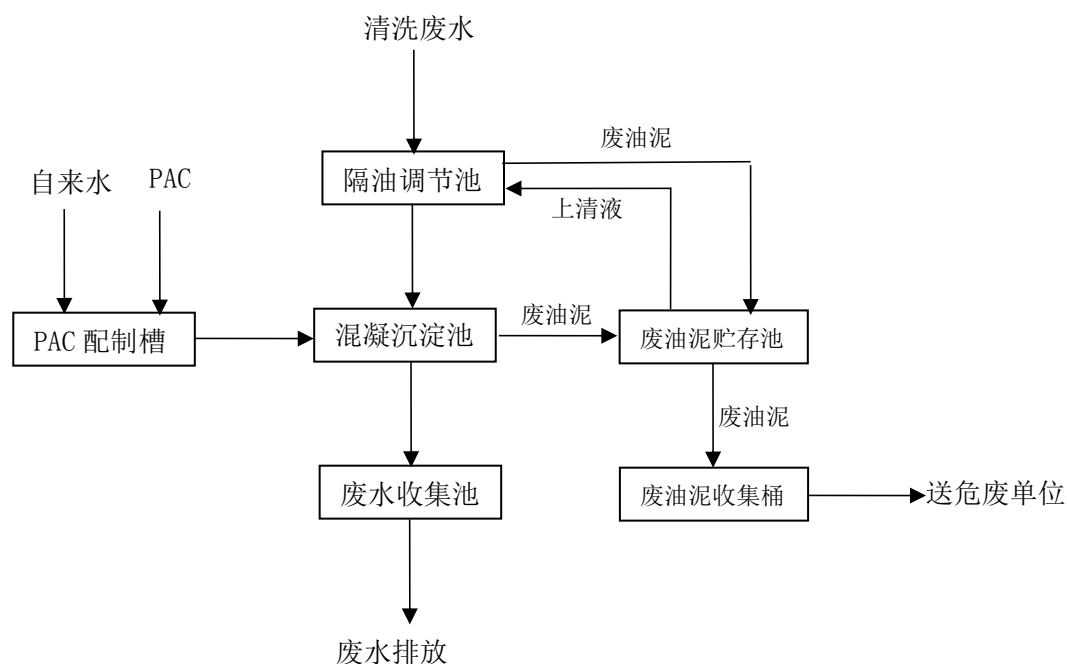 清洗废水
废油泥
隔油调节池
自来水
PAC
上清液
废油泥
PAC 配制槽
混凝沉淀池
废油泥贮存池
废油泥
废水收集池
废油泥收集桶
送危废单位
废水排放